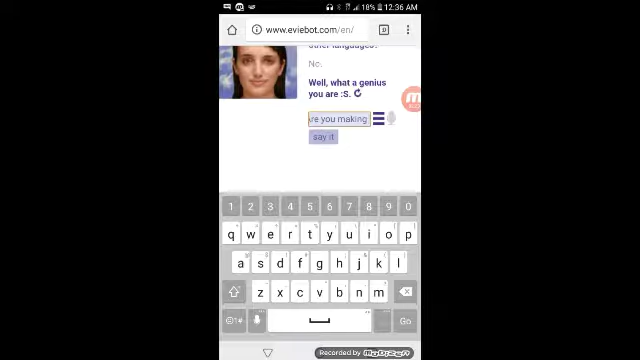 18% 12:36 AM
www.eviebot.com/en/
D
other languages?
No.
Well, what a genius
you are :S.
re you making
say it
1 2 3 4 5 6 7 8 9 0
q w e r t y u i o p
a s d f g h j k l
z x c v b n m
Go
Recorded by MOBIZEN